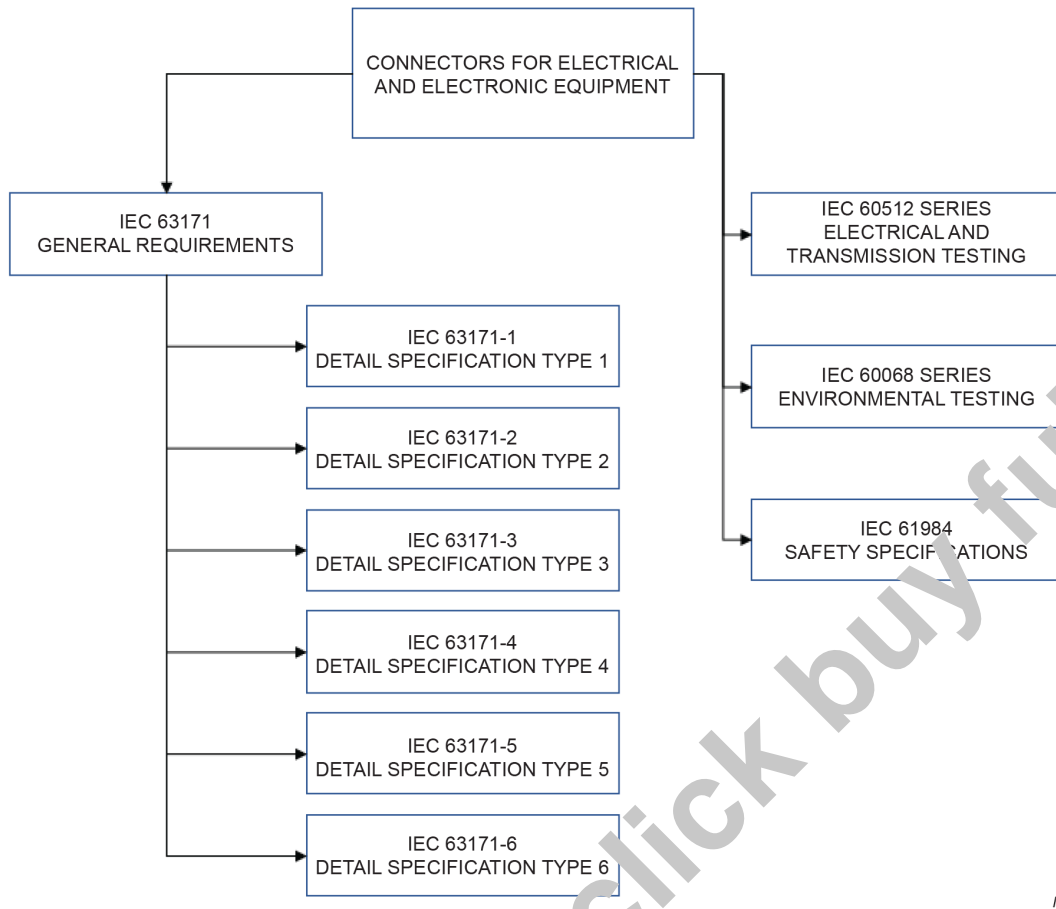 CONNECTORS FOR ELECTRICAL
AND ELECTRONIC EQUIPMENT
IEC 63171
GENERAL REQUIREMENTS
IEC 63171-1
DETAIL SPECIFICATION TYPE 1
IEC 63171-2
DETAIL SPECIFICATION TYPE 2
IEC 63171-3
DETAIL SPECIFICATION TYPE 3
IEC 63171-4
DETAIL SPECIFICATION TYPE 4
IEC 63171-5
DETAIL SPECIFICATION TYPE 5
IEC 63171-6
DETAIL SPECIFICATION TYPE 6
IEC 60512 SERIES
ELECTRICAL AND
TRANSMISSION TESTING
IEC 60068 SERIES
ENVIRONMENTAL TESTING
IEC 61984
SAFETY SPECIFICATIONS
click buy